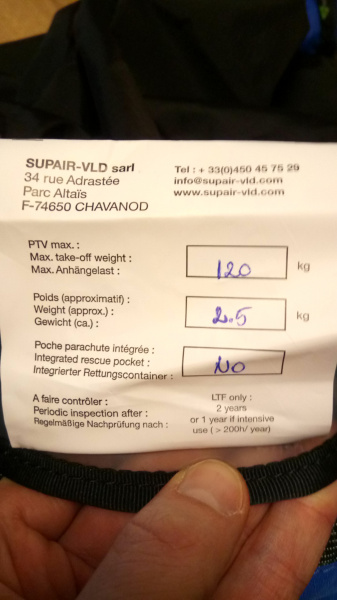 SUPAIR-VLD sarl
34 rue Adrastée
Parc Altaïs
F-74650 CHAVANOD
Tel : + 33(0)450 45 75 29
info@supair-vld.com
www.supair-vld.com
PTV max. :
Max. take-off weight :
Max. Anhängelast :
120 kg
Poids (approximatif) :
Weight (approx.) :
Gewicht (ca.) :
2.5 kg
Poche parachute intégrée :
Integrated rescue pocket :
Integrierter Rettungscontainer :
NO
A faire contrôler :
Periodic inspection after :
Regelmäßige Nachprüfung nach :
LTF only :
2 years
or 1 year if intensive
use ( > 200h/ year)